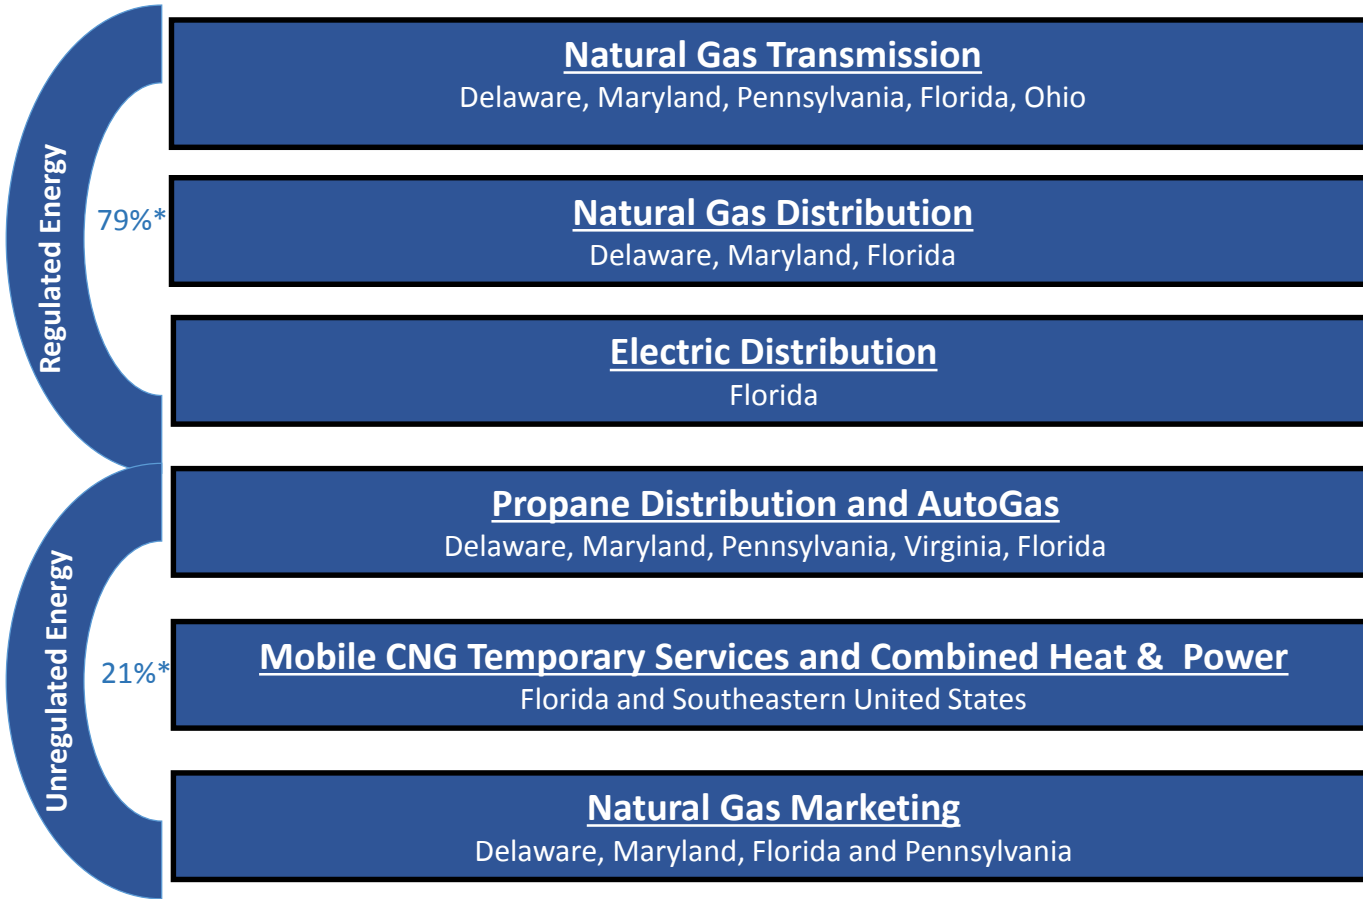 Regulated Energy
79%*
Natural Gas Transmission
Delaware, Maryland, Pennsylvania, Florida, Ohio
Natural Gas Distribution
Delaware, Maryland, Florida
Electric Distribution
Florida
Unregulated Energy
21%*
Propane Distribution and AutoGas
Delaware, Maryland, Pennsylvania, Virginia, Florida
Mobile CNG Temporary Services and Combined Heat &  Power
Florida and Southeastern United States
Natural Gas Marketing
Delaware, Maryland, Florida and Pennsylvania